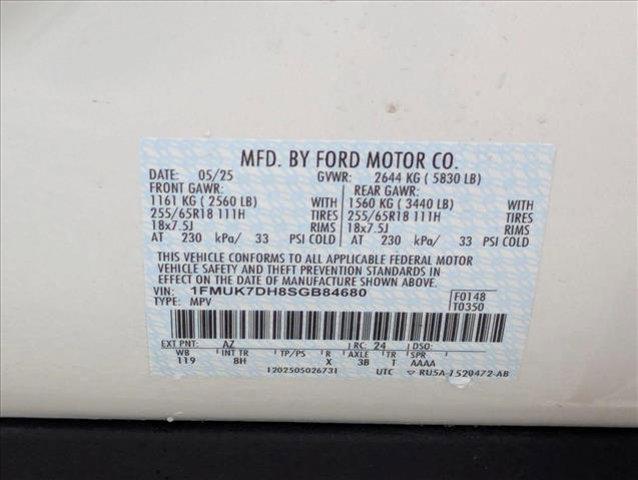 MFD. BY FORD MOTOR CO.
DATE: 05/25 GVWR: 2644 KG ( 5830 LB)
FRONT GAWR: REAR GAWR:
1161 KG ( 2560 LB) WITH 1560 KG ( 3440 LB) WITH
255/65R18 111H TIRES 255/65R18 111H TIRES
18x7.5J RIMS 18x7.5J RIMS
AT 230 kPa/ 33 PSI COLD AT 230 kPa/ 33 PSI COLD
THIS VEHICLE CONFORMS TO ALL APPLICABLE FEDERAL MOTOR
VEHICLE SAFETY AND THEFT PREVENTION STANDARDS IN
EFFECT ON THE DATE OF MANUFACTURE SHOWN ABOVE.
VIN: 1FMUK7DH8SGB84680 F0148
TYPE: MPV T0350
EXT PNT: AZ RC: 24 DSO:
WB INT TR TP/PS R AXLE TR SPR
119 8H X 3B T AAAA
1202505026731 UTC RU5A-1520472-AB